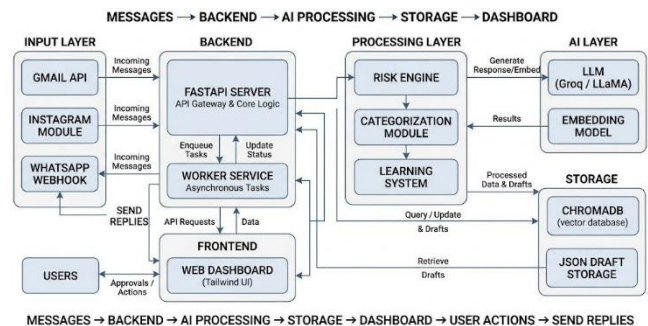 MESSAGES → BACKEND → AI PROCESSING → STORAGE → DASHBOARD
INPUT LAYER
GMAIL API
INSTAGRAM
MODULE
WHATSAPP
WEBHOOK
Incoming
Messages
Incoming
Messages
Incoming
Messages
SEND
REPLIES
USERS
Approvals /
Actions
BACKEND
FASTAPI SERVER
API Gateway & Core Logic
Enqueue
Tasks
Update
Status
WORKER SERVICE
Asynchronous Tasks
API Requests
Data
FRONTEND
WEB DASHBOARD
(Tailwind UI)
PROCESSING LAYER
RISK ENGINE
CATEGORIZATION
MODULE
LEARNING
SYSTEM
Generate
Response/Embed
Results
Processed
Data & Drafts
Query / Update
& Drafts
Retrieve
Drafts
AI LAYER
LLM
(Groq / LLaMA)
EMBEDDING
MODEL
STORAGE
CHROMADB
(vector database)
JSON DRAFT
STORAGE
MESSAGES → BACKEND → AI PROCESSING → STORAGE → DASHBOARD → USER ACTIONS → SEND REPLIES